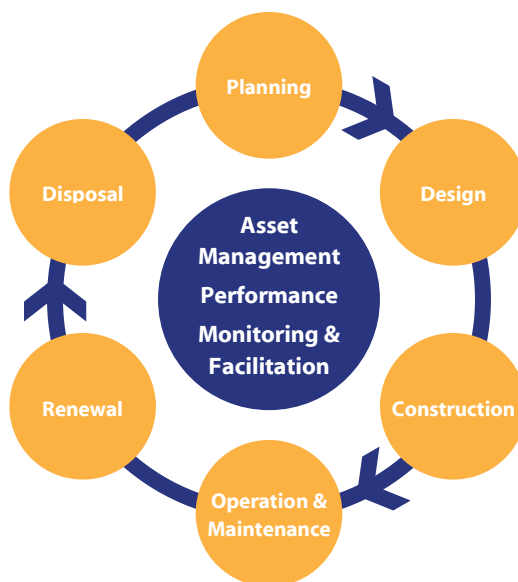 Planning
Design
Construction
Operation &
Maintenance
Renewal
Disposal
Asset
Management
Performance
Monitoring &
Facilitation